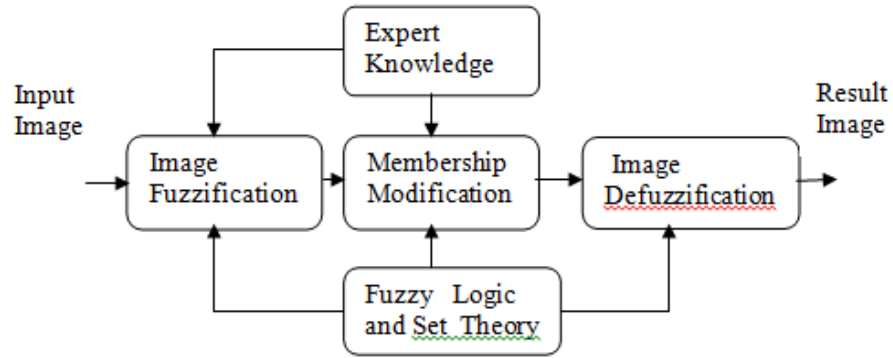 Expert
Knowledge
Input
Image
Result
Image
Image
Fuzzification
Membership
Modification
Image
Defuzzification
Fuzzy Logic
and Set Theory